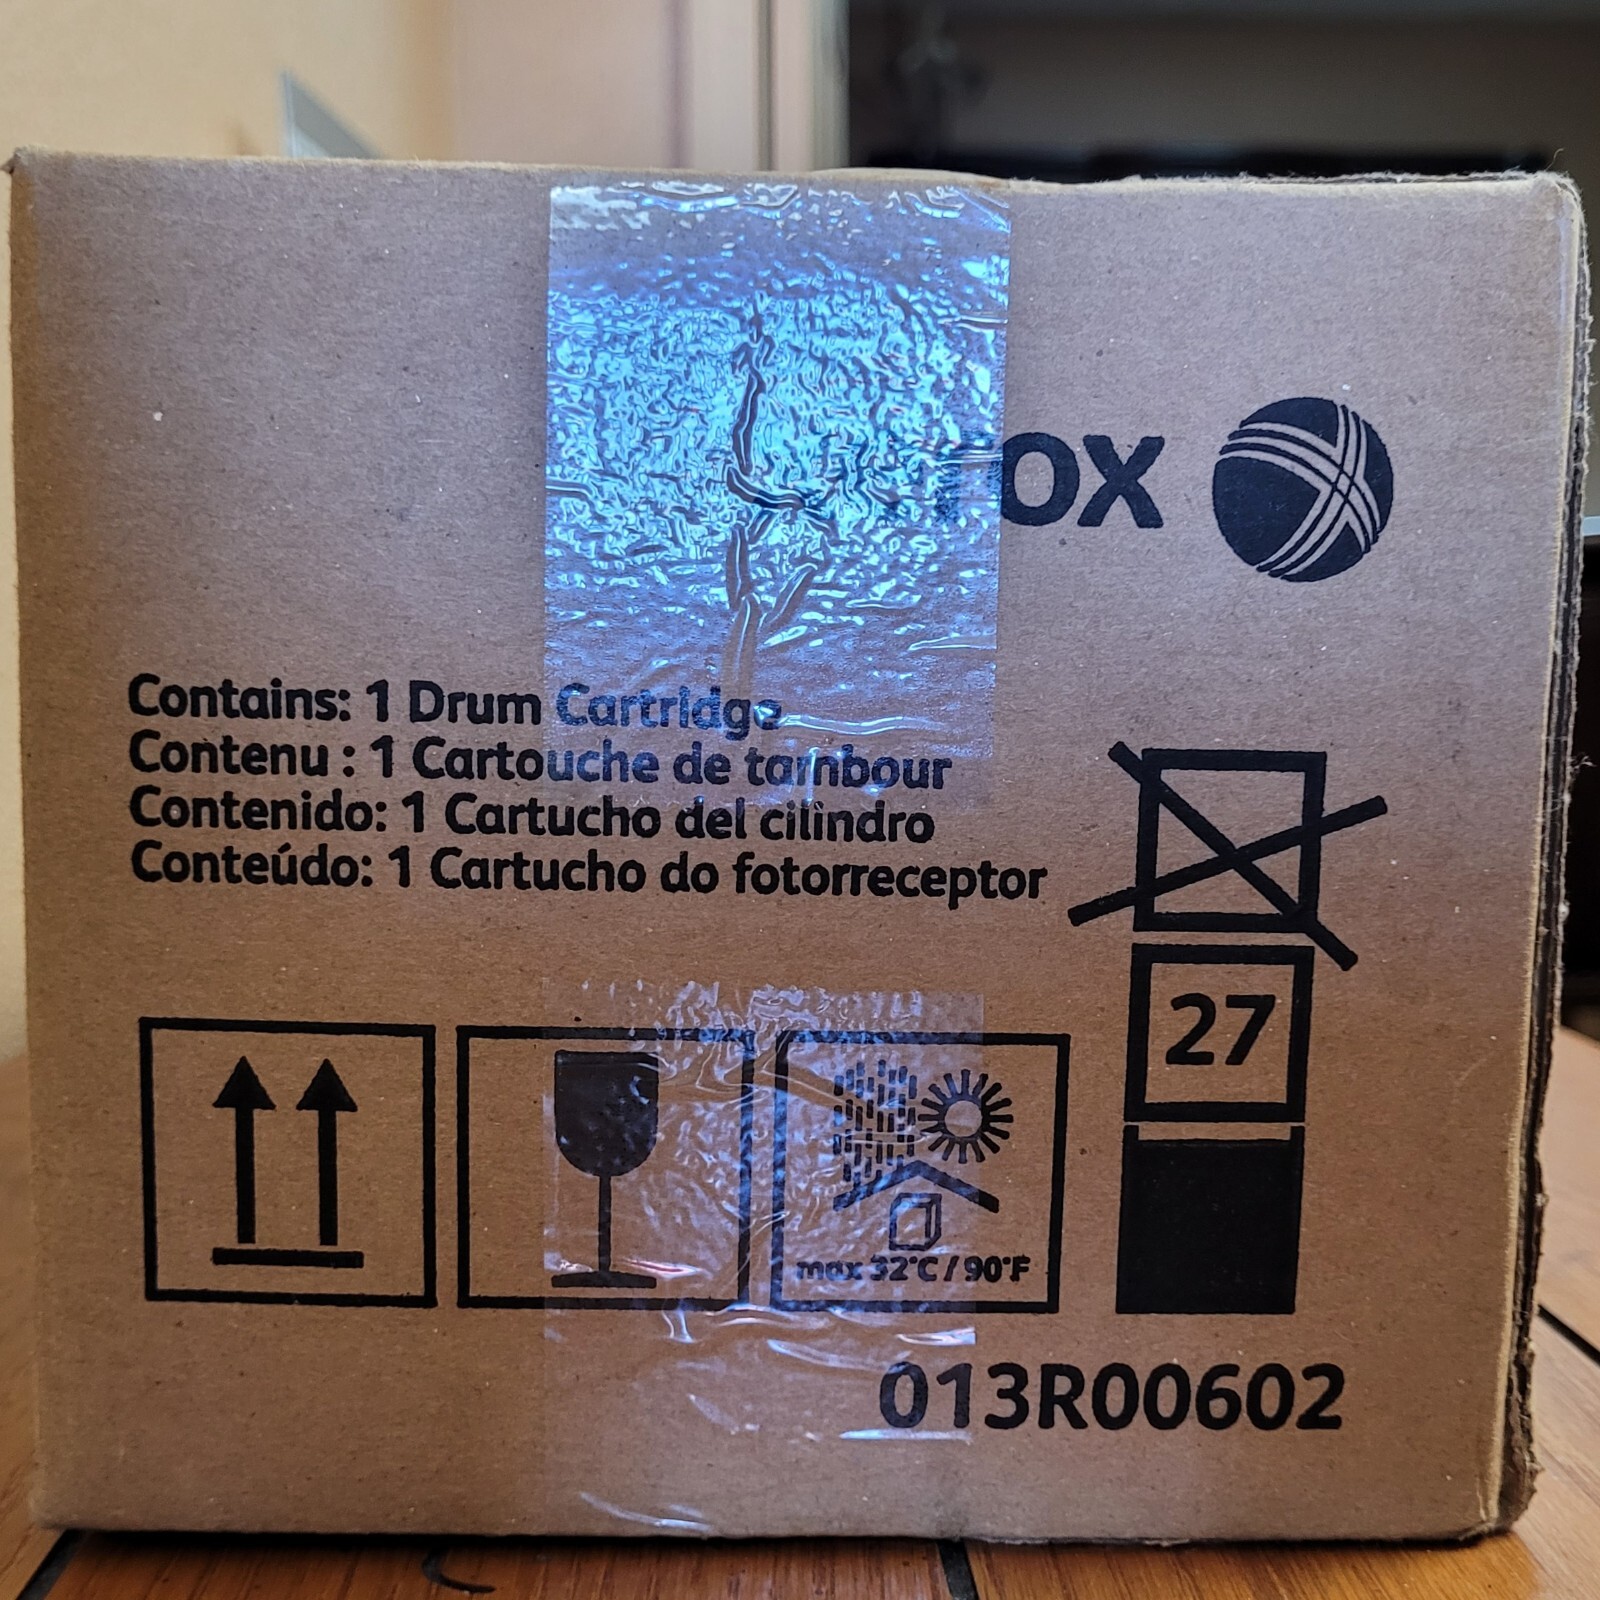 Contains: 1 Drum Cartridge
Contenu : 1 Cartouche de tambour
Contenido: 1 Cartucho del cilindro
Conteúdo: 1 Cartucho do fotorreceptor
27
max 32°C / 90°F
013R00602